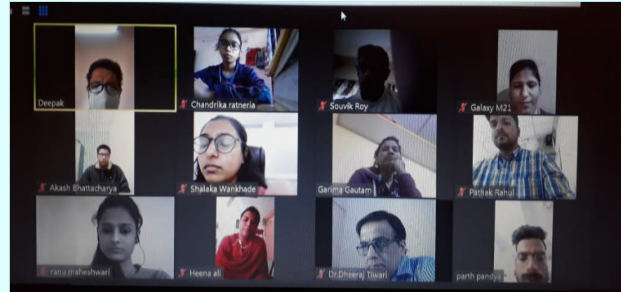 Deepak
Chandrika ratneria
Souvik Roy
Galaxy M21
Akash Bhattacharya
Shalaka Wankhade
Garima Gautam
Pathak Rahul
ranu maheshwari
Heena ali
Dr.Dheeraj Tiwari
parth pandya